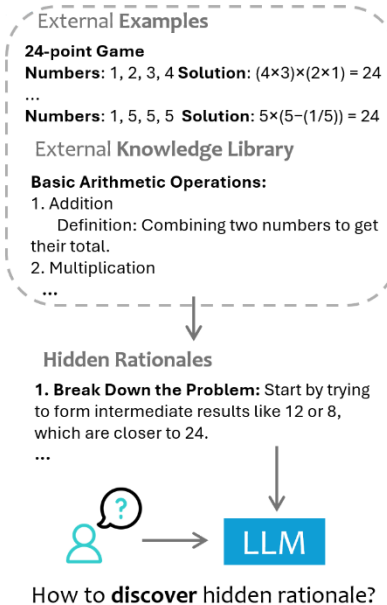 External Examples
24-point Game
Numbers: 1, 2, 3, 4 Solution: (4×3)×(2×1) = 24
...
Numbers: 1, 5, 5, 5 Solution: 5×(5−(1/5)) = 24
External Knowledge Library
Basic Arithmetic Operations:
1. Addition
Definition: Combining two numbers to get
their total.
2. Multiplication
...
Hidden Rationales
1. Break Down the Problem: Start by trying
to form intermediate results like 12 or 8,
which are closer to 24.
...
?
LLM
How to discover hidden rationale?